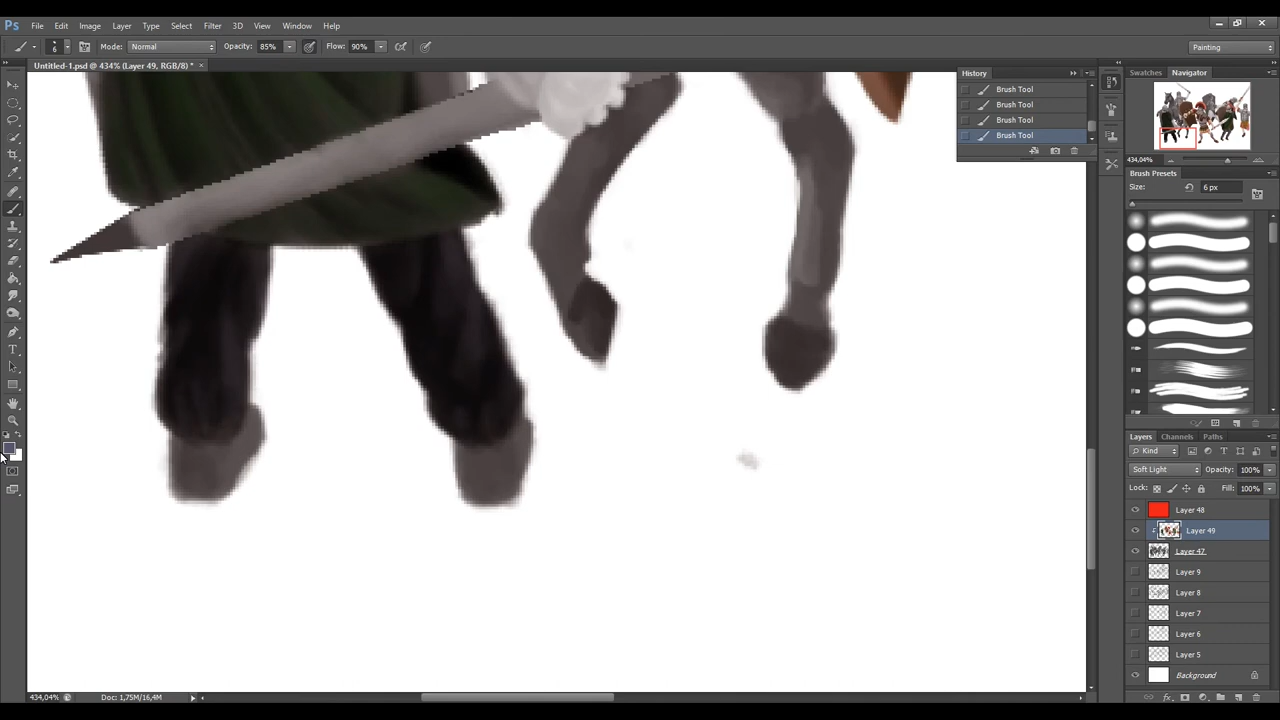 Ps File Edit Image Layer Type Select Filter 3D View Window Help
6 Mode: Normal Opacity: 85% Flow: 90% Painting
Untitled-1.psd @ 434% (Layer 49, RGB/8) * ×
History
Brush Tool
Brush Tool
Brush Tool
Brush Tool
Swatches Navigator
434,04%
Brush Presets
Size: 6 px
Layers Channels Paths
Kind
Soft Light Opacity: 100%
Lock: Fill: 100%
Layer 48
Layer 49
Layer 47
Layer 9
Layer 8
Layer 7
Layer 6
Layer 5
Background
434,04% Doc: 1,75M/16,4M